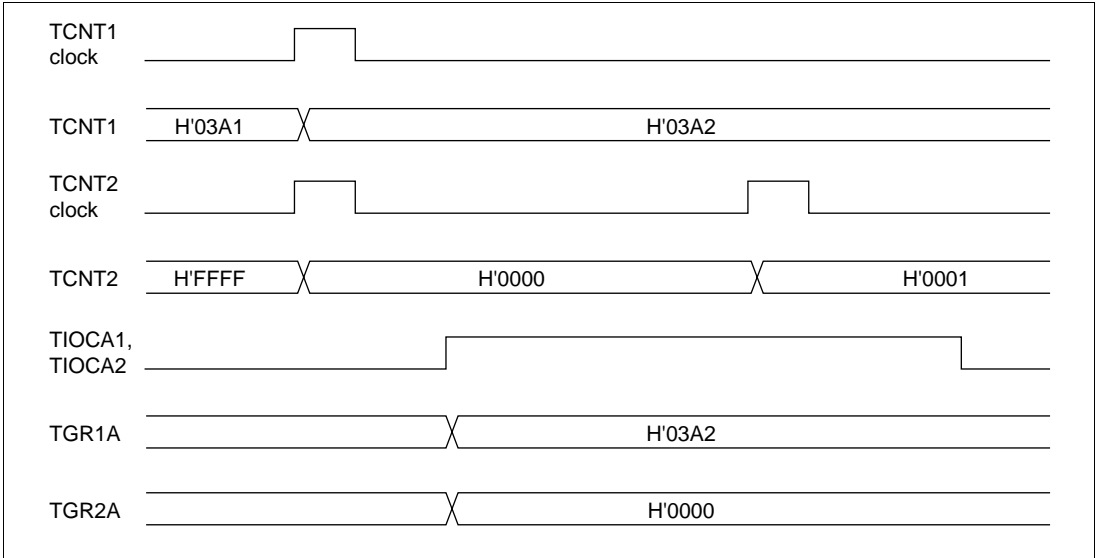 TCNT1
clock
TCNT1
H'03A1
H'03A2
TCNT2
clock
TCNT2
H'FFFF
H'0000
H'0001
TIOCA1,
TIOCA2
TGR1A
H'03A2
TGR2A
H'0000